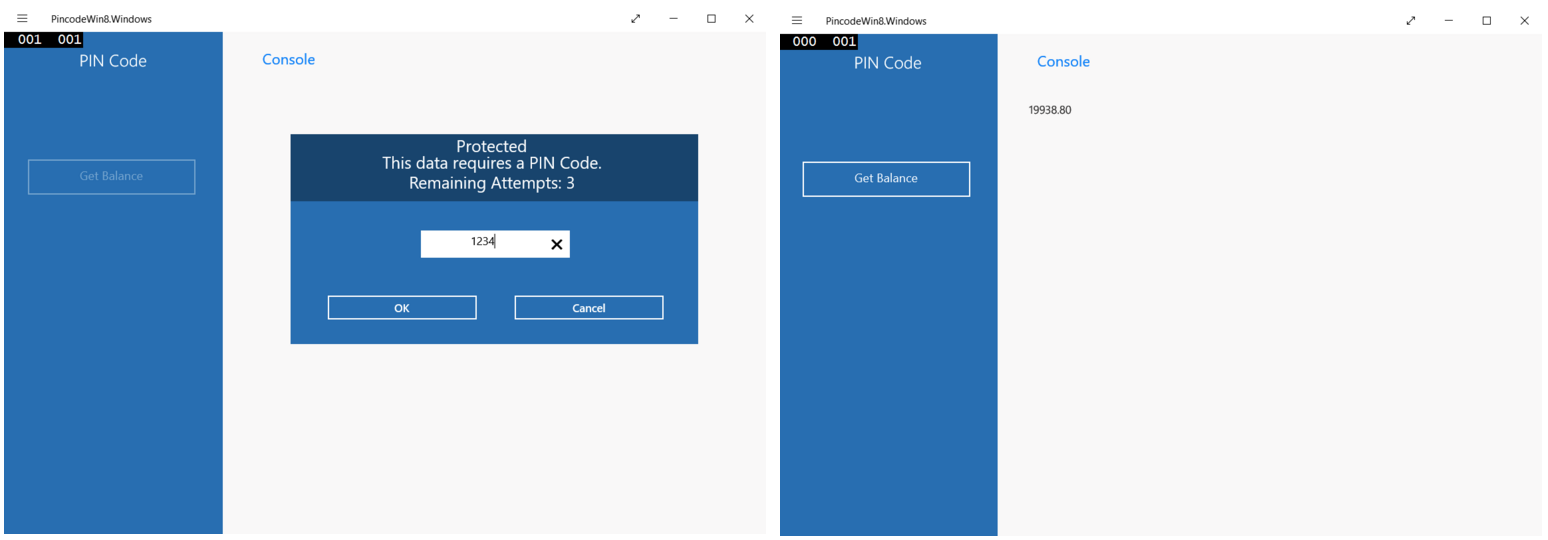 PincodeWin8.Windows
001 001
PIN Code
Console
Protected
This data requires a PIN Code.
Remaining Attempts: 3
Get Balance
1234
OK
Cancel
PincodeWin8.Windows
000 001
PIN Code
Console
19938.80
Get Balance